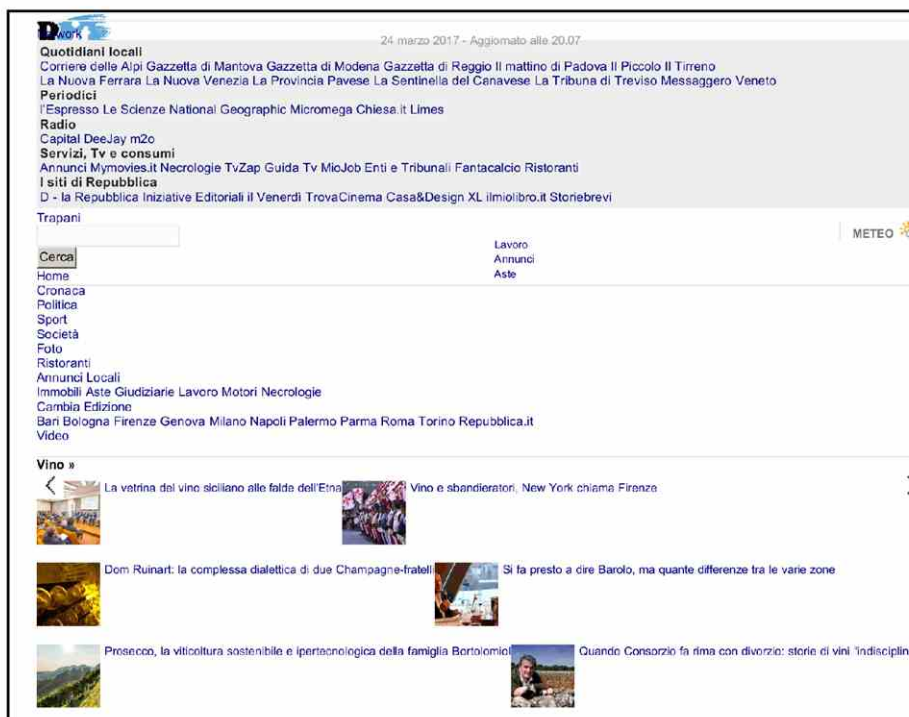 24 marzo 2017 - Aggiornato alle 20.07
Quotidiani locali
Corriere delle Alpi Gazzetta di Mantova Gazzetta di Modena Gazzetta di Reggio Il mattino di Padova Il Piccolo Il Tirreno
La Nuova Ferrara La Nuova Venezia La Provincia Pavese La Sentinella del Canavese La Tribuna di Treviso Messaggero Veneto
Periodici
l'Espresso Le Scienze National Geographic Micromega Chiesa.it Limes
Radio
Capital DeeJay m2o
Servizi, Tv e consumi
Annunci Mymovies.it Necrologie TvZap Guida Tv MioJob Enti e Tribunali Fantacalcio Ristoranti
I siti di Repubblica
D - la Repubblica Iniziative Editoriali il Venerdì TrovaCinema Casa&Design XL ilmiolibro.it Storiebrevi
Trapani
METEO
Cerca
Lavoro
Annunci
Aste
Home
Cronaca
Politica
Sport
Società
Foto
Ristoranti
Annunci Locali
Immobili Aste Giudiziarie Lavoro Motori Necrologie
Cambia Edizione
Bari Bologna Firenze Genova Milano Napoli Palermo Parma Roma Torino Repubblica.it
Video
Vino »
La vetrina del vino siciliano alle falde dell'Etna
Vino e sbandieratori, New York chiama Firenze
Dom Ruinart: la complessa dialettica di due Champagne-fratelli
Si fa presto a dire Barolo, ma quante differenze tra le varie zone
Prosecco, la viticoltura sostenibile e ipertecnologica della famiglia Bortolomiol
Quando Consorzio fa rima con divorzio: storie di vini 'indisciplin